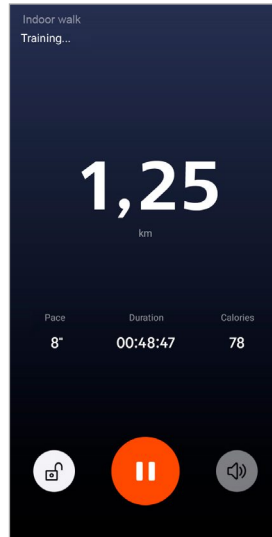 Indoor walk
Training...
1,25
km
Pace Duration Calories
8" 00:48:47 78